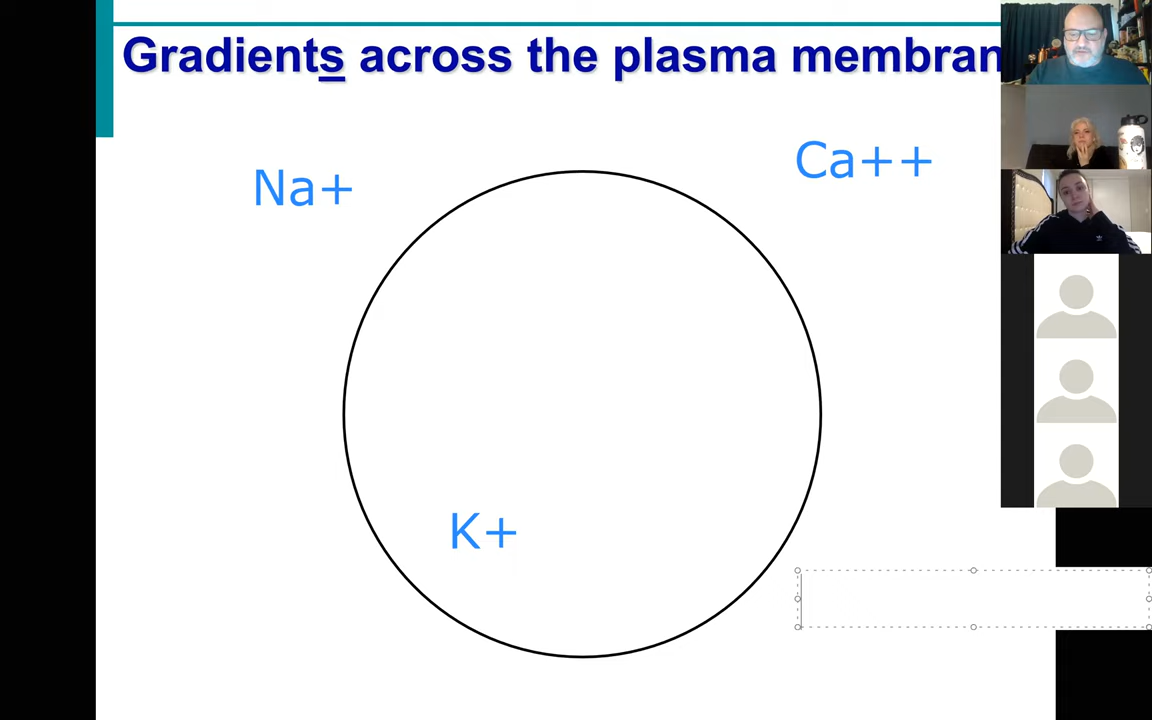 Gradients across the plasma membran
Ca++
Na+
K+